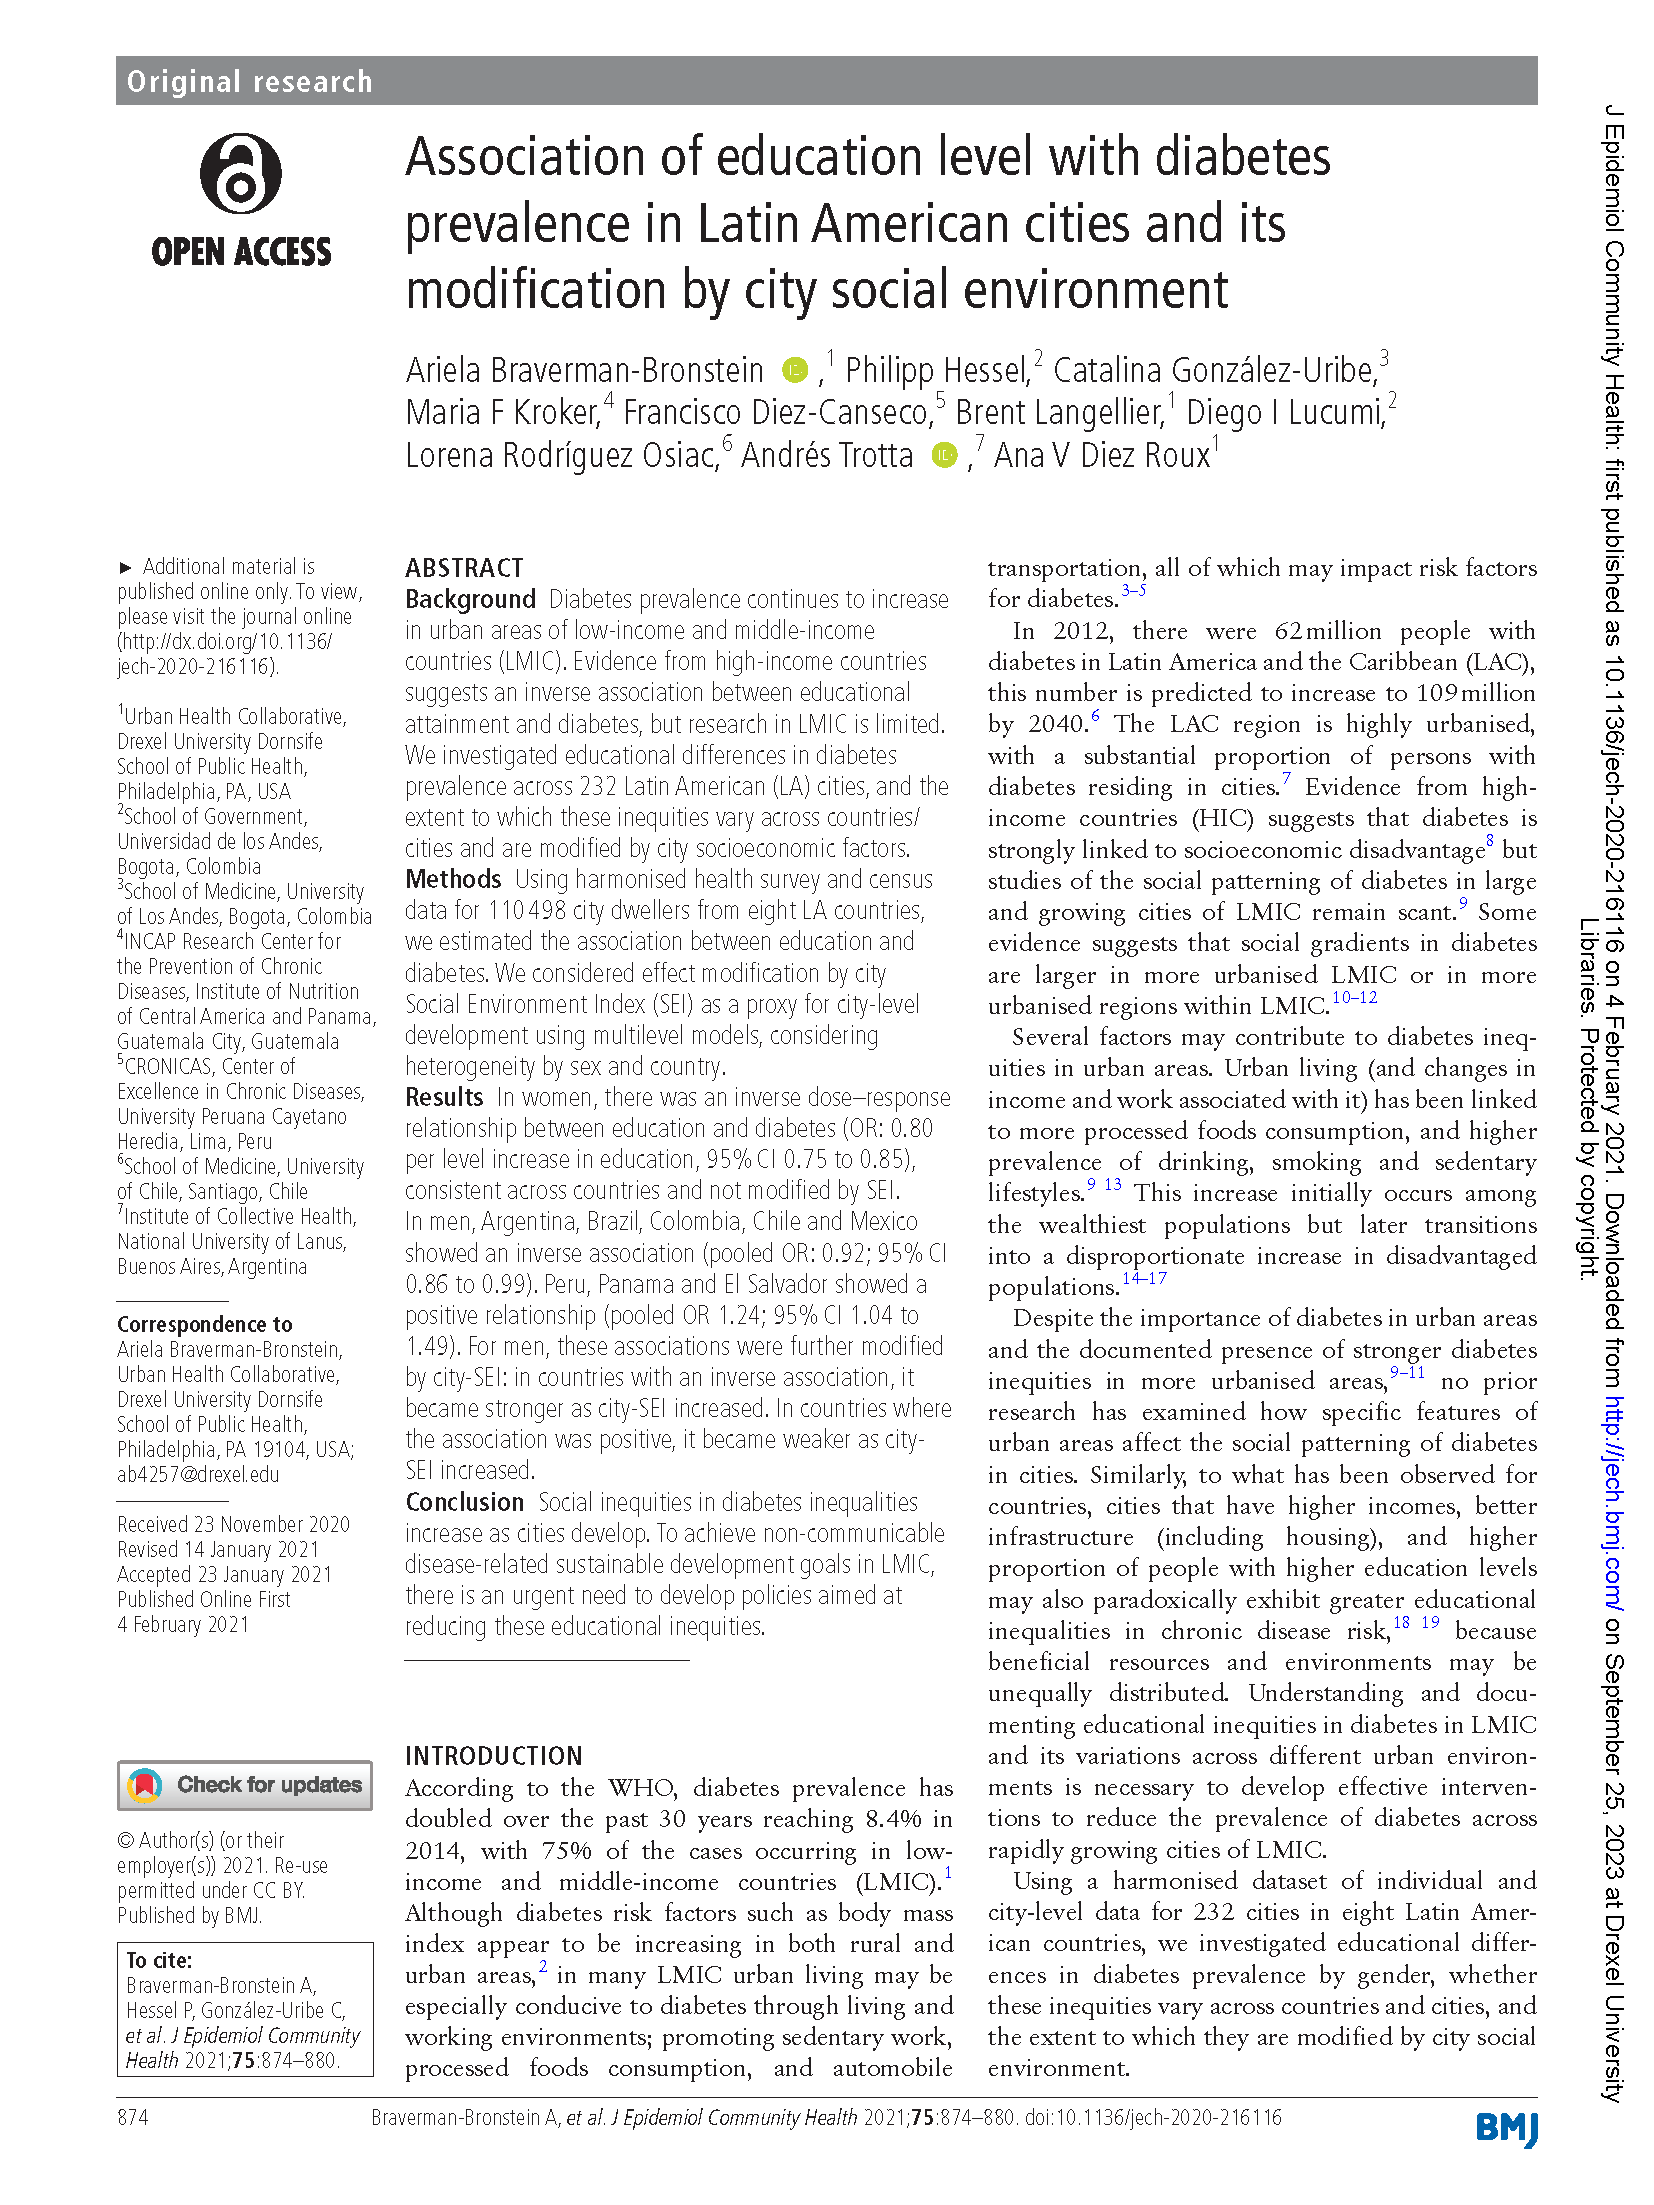 Original research
OPEN ACCESS
Association of education level with diabetes
prevalence in Latin American cities and its
modification by city social environment
Ariela Braverman-Bronstein iD ,1 Philipp Hessel,2 Catalina González-Uribe,3
Maria F Kroker,4 Francisco Diez-Canseco,5 Brent Langellier,1 Diego I Lucumi,2
Lorena Rodríguez Osiac,6 Andrés Trotta iD ,7 Ana V Diez Roux1
► Additional material is
published online only. To view,
please visit the journal online
(http://dx.doi.org/10.1136/
jech-2020-216116).
1Urban Health Collaborative,
Drexel University Dornsife
School of Public Health,
Philadelphia, PA, USA
2School of Government,
Universidad de los Andes,
Bogota, Colombia
3School of Medicine, University
of Los Andes, Bogota, Colombia
4INCAP Research Center for
the Prevention of Chronic
Diseases, Institute of Nutrition
of Central America and Panama,
Guatemala City, Guatemala
5CRONICAS, Center of
Excellence in Chronic Diseases,
University Peruana Cayetano
Heredia, Lima, Peru
6School of Medicine, University
of Chile, Santiago, Chile
7Institute of Collective Health,
National University of Lanus,
Buenos Aires, Argentina
Correspondence to
Ariela Braverman-Bronstein,
Urban Health Collaborative,
Drexel University Dornsife
School of Public Health,
Philadelphia, PA 19104, USA;
ab4257@drexel.edu
Received 23 November 2020
Revised 14 January 2021
Accepted 23 January 2021
Published Online First
4 February 2021
Check for updates
© Author(s) (or their
employer(s)) 2021. Re-use
permitted under CC BY.
Published by BMJ.
To cite:
Braverman-Bronstein A,
Hessel P, González-Uribe C,
et al. J Epidemiol Community
Health 2021;75:874–880.
ABSTRACT
Background Diabetes prevalence continues to increase
in urban areas of low-income and middle-income
countries (LMIC). Evidence from high-income countries
suggests an inverse association between educational
attainment and diabetes, but research in LMIC is limited.
We investigated educational differences in diabetes
prevalence across 232 Latin American (LA) cities, and the
extent to which these inequities vary across countries/
cities and are modified by city socioeconomic factors.
Methods Using harmonised health survey and census
data for 110 498 city dwellers from eight LA countries,
we estimated the association between education and
diabetes. We considered effect modification by city
Social Environment Index (SEI) as a proxy for city-level
development using multilevel models, considering
heterogeneity by sex and country.
Results In women, there was an inverse dose–response
relationship between education and diabetes (OR: 0.80
per level increase in education, 95% CI 0.75 to 0.85),
consistent across countries and not modified by SEI.
In men, Argentina, Brazil, Colombia, Chile and Mexico
showed an inverse association (pooled OR: 0.92; 95% CI
0.86 to 0.99). Peru, Panama and El Salvador showed a
positive relationship (pooled OR 1.24; 95% CI 1.04 to
1.49). For men, these associations were further modified
by city-SEI: in countries with an inverse association, it
became stronger as city-SEI increased. In countries where
the association was positive, it became weaker as city-
SEI increased.
Conclusion Social inequities in diabetes inequalities
increase as cities develop. To achieve non-communicable
disease-related sustainable development goals in LMIC,
there is an urgent need to develop policies aimed at
reducing these educational inequities.
INTRODUCTION
According to the WHO, diabetes prevalence has
doubled over the past 30 years reaching 8.4% in
2014, with 75% of the cases occurring in low-
income and middle-income countries (LMIC).1
Although diabetes risk factors such as body mass
index appear to be increasing in both rural and
urban areas,2 in many LMIC urban living may be
especially conducive to diabetes through living and
working environments; promoting sedentary work,
processed foods consumption, and automobile
transportation, all of which may impact risk factors
for diabetes.3–5
In 2012, there were 62 million people with
diabetes in Latin America and the Caribbean (LAC),
this number is predicted to increase to 109 million
by 2040.6 The LAC region is highly urbanised,
with a substantial proportion of persons with
diabetes residing in cities.7 Evidence from high-
income countries (HIC) suggests that diabetes is
strongly linked to socioeconomic disadvantage8 but
studies of the social patterning of diabetes in large
and growing cities of LMIC remain scant.9 Some
evidence suggests that social gradients in diabetes
are larger in more urbanised LMIC or in more
urbanised regions within LMIC.10–12
Several factors may contribute to diabetes ineq-
uities in urban areas. Urban living (and changes in
income and work associated with it) has been linked
to more processed foods consumption, and higher
prevalence of drinking, smoking and sedentary
lifestyles.9 13 This increase initially occurs among
the wealthiest populations but later transitions
into a disproportionate increase in disadvantaged
populations.14–17
Despite the importance of diabetes in urban areas
and the documented presence of stronger diabetes
inequities in more urbanised areas,9–11 no prior
research has examined how specific features of
urban areas affect the social patterning of diabetes
in cities. Similarly, to what has been observed for
countries, cities that have higher incomes, better
infrastructure (including housing), and higher
proportion of people with higher education levels
may also paradoxically exhibit greater educational
inequalities in chronic disease risk,18 19 because
beneficial resources and environments may be
unequally distributed. Understanding and docu-
menting educational inequities in diabetes in LMIC
and its variations across different urban environ-
ments is necessary to develop effective interven-
tions to reduce the prevalence of diabetes across
rapidly growing cities of LMIC.
Using a harmonised dataset of individual and
city-level data for 232 cities in eight Latin Amer-
ican countries, we investigated educational differ-
ences in diabetes prevalence by gender, whether
these inequities vary across countries and cities, and
the extent to which they are modified by city social
environment.
874
Braverman-Bronstein A, et al. J Epidemiol Community Health 2021;75:874–880. doi:10.1136/jech-2020-216116
BMJ
J Epidemiol Community Health: first published as 10.1136/jech-2020-216116 on 4 February 2021. Downloaded from http://jech.bmj.com/ on September 25, 2023 at Drexel University
Libraries. Protected by copyright.